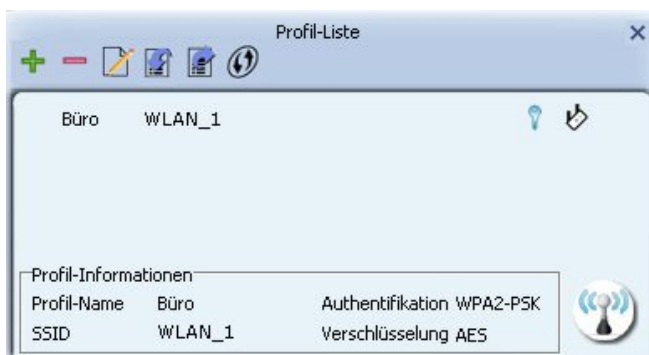 Profil-Liste
Büro WLAN_1
Profil-Informationen
Profil-Name Büro Authentifikation WPA2-PSK
SSID WLAN_1 Verschlüsselung AES